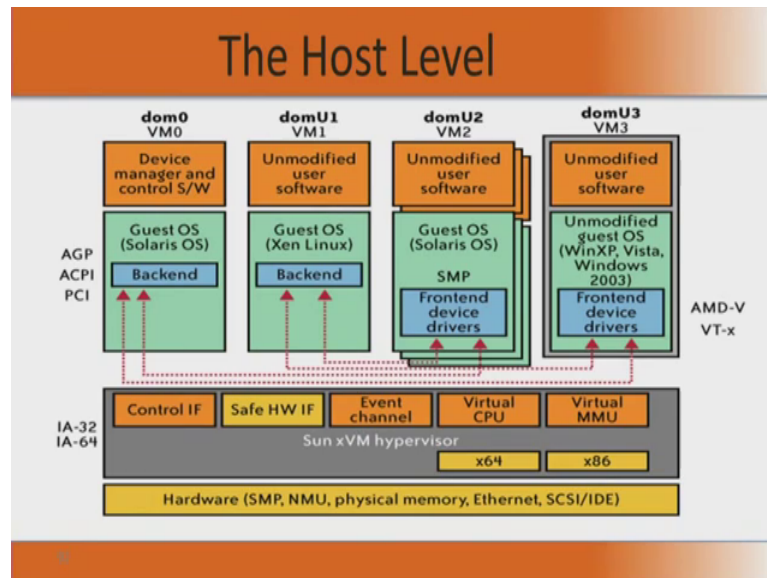 The Host Level
dom0
VM0
domU1
VM1
domU2
VM2
domU3
VM3
Device
manager and
control S/W
Unmodified
user
software
Unmodified
user
software
Unmodified
user
software
Guest OS
(Solaris OS)
Backend
Guest OS
(Xen Linux)
Backend
Guest OS
(Solaris OS)
SMP
Frontend
device
drivers
Unmodified
guest OS
(WinXP, Vista,
Windows
2003)
Frontend
device
drivers
AGP
ACPI
PCI
AMD-V
VT-x
IA-32
IA-64
Control IF
Safe HW IF
Event
channel
Virtual
CPU
Virtual
MMU
Sun xVM hypervisor
x64
x86
Hardware (SMP, NMU, physical memory, Ethernet, SCSI/IDE)